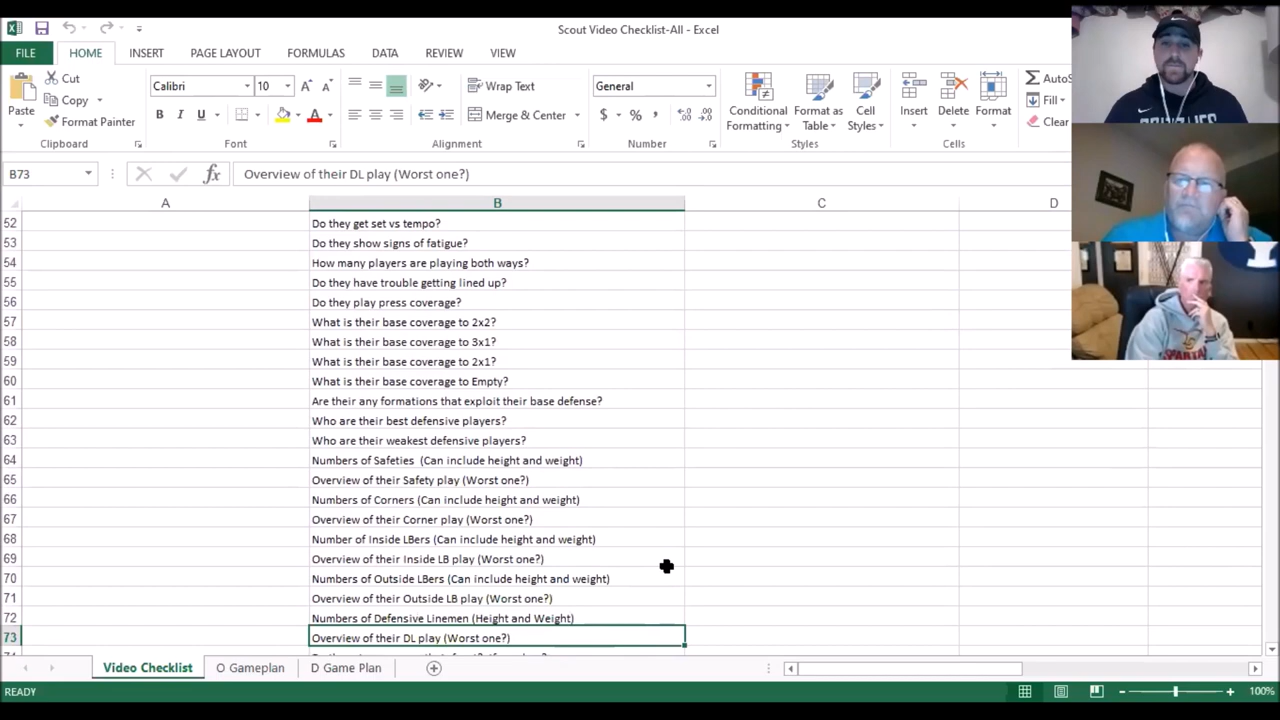 Scout Video Checklist-All - Excel
FILE
HOME
INSERT
PAGE LAYOUT
FORMULAS
DATA
REVIEW
VIEW
Paste
Cut
Copy
Format Painter
Clipboard
Calibri
10
B I U
Font
Wrap Text
Merge & Center
Alignment
General
$ % ,
Number
Conditional Formatting
Format as Table
Cell Styles
Styles
Insert
Delete
Format
Cells
AutoS
Fill
Clear
B73
fx
Overview of their DL play (Worst one?)
A B C D
52 Do they get set vs tempo?
53 Do they show signs of fatigue?
54 How many players are playing both ways?
55 Do they have trouble getting lined up?
56 Do they play press coverage?
57 What is their base coverage to 2x2?
58 What is their base coverage to 3x1?
59 What is their base coverage to 2x1?
60 What is their base coverage to Empty?
61 Are their any formations that exploit their base defense?
62 Who are their best defensive players?
63 Who are their weakest defensive players?
64 Numbers of Safeties (Can include height and weight)
65 Overview of their Safety play (Worst one?)
66 Numbers of Corners (Can include height and weight)
67 Overview of their Corner play (Worst one?)
68 Number of Inside LBers (Can include height and weight)
69 Overview of their Inside LB play (Worst one?)
70 Numbers of Outside LBers (Can include height and weight)
71 Overview of their Outside LB play (Worst one?)
72 Numbers of Defensive Linemen (Height and Weight)
73 Overview of their DL play (Worst one?)
Video Checklist
O Gameplan
D Game Plan
READY
100%